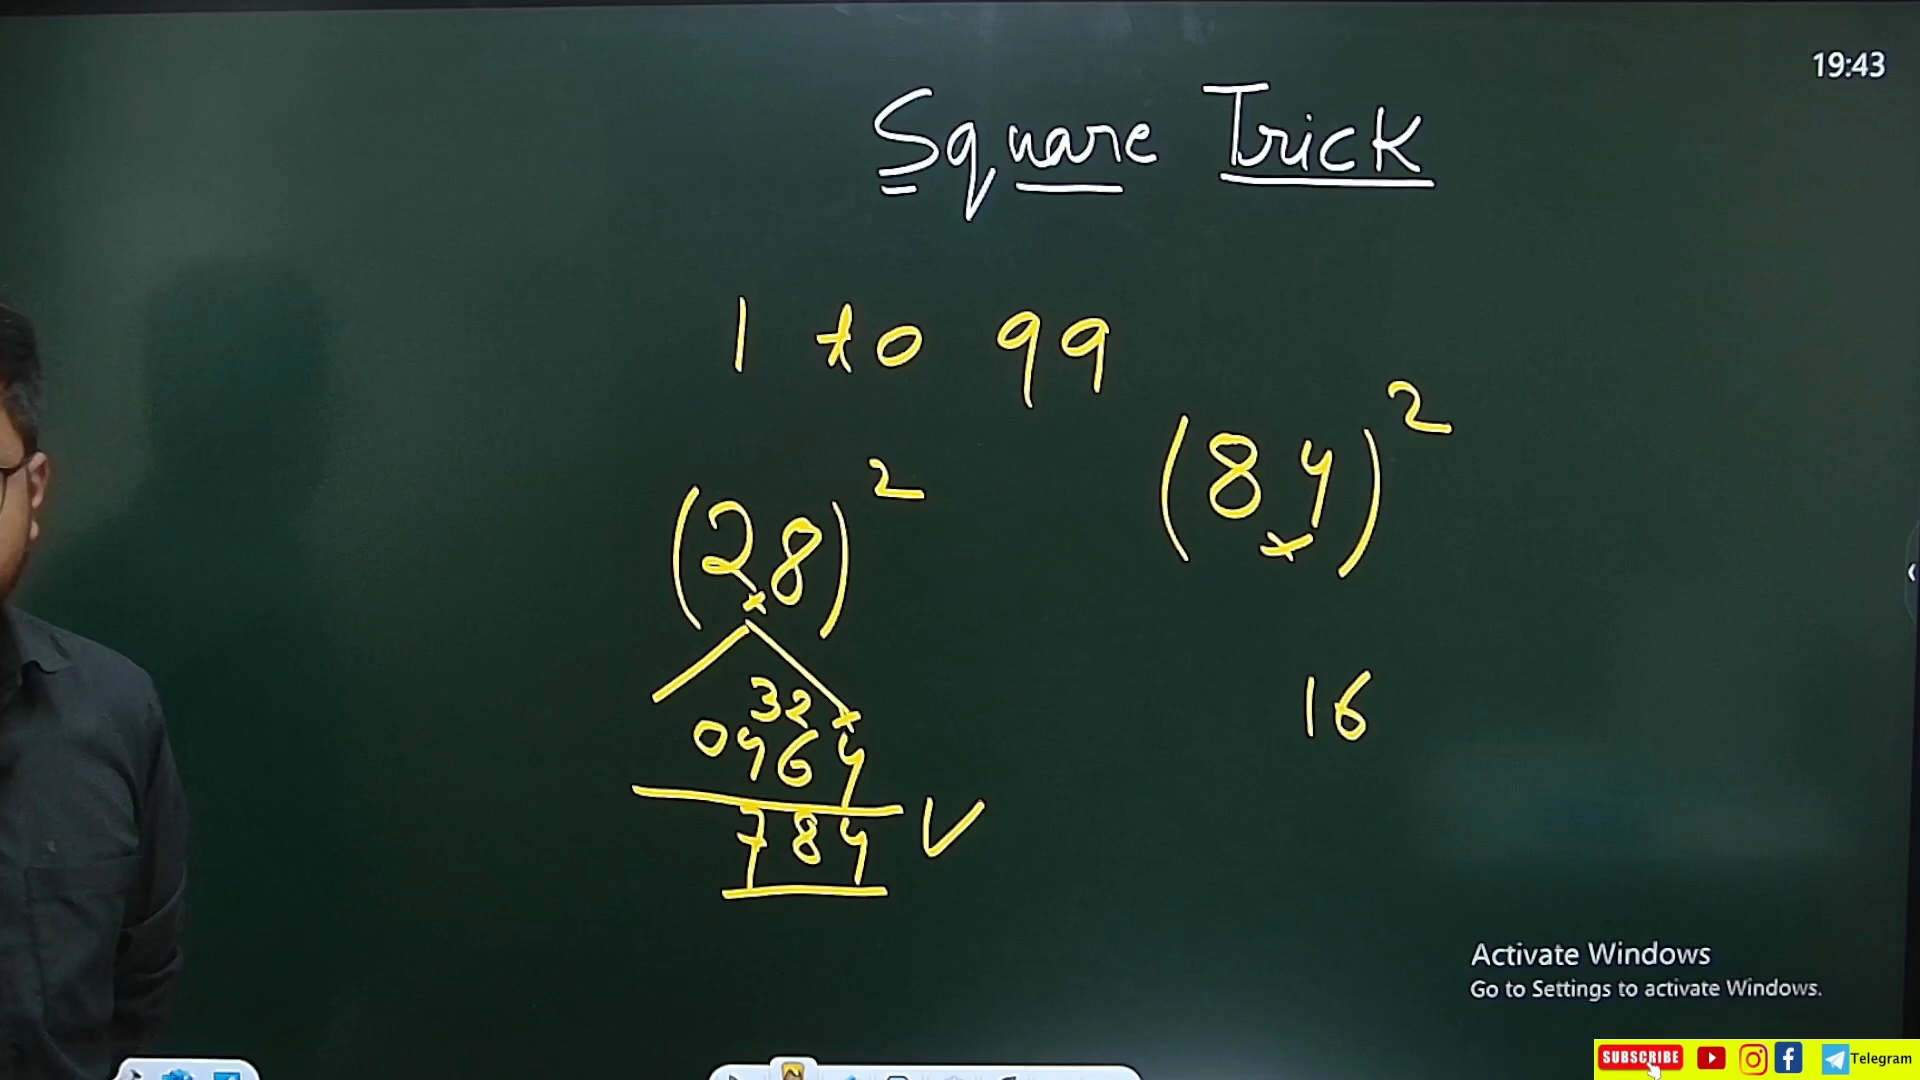 19:43
Square Trick
1 to 99
(28)²
(84)²
32
0464
784
16
Activate Windows
Go to Settings to activate Windows.
SUBSCRIBE
Telegram